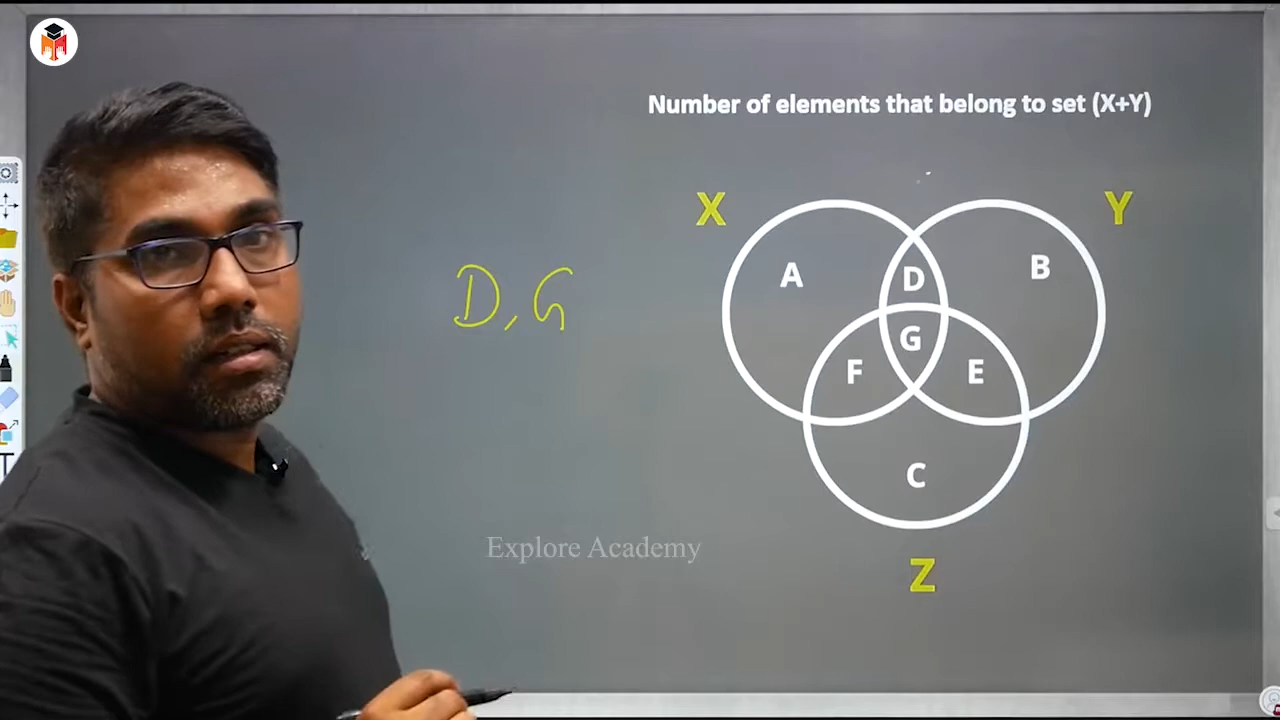 Number of elements that belong to set (X+Y)
X
Y
A
D
B
D, G
G
F
E
C
Explore Academy
Z